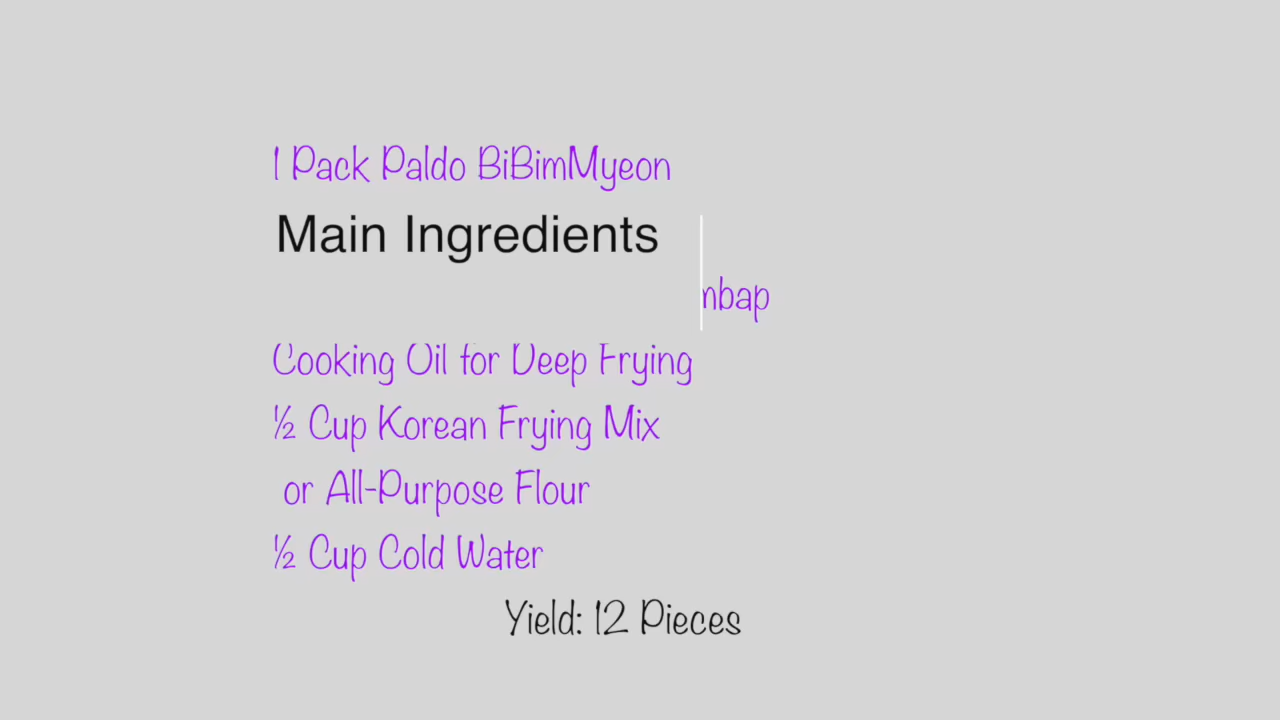 1 Pack Paldo BiBimMyeon
Main Ingredients
Cooking Oil for Deep Frying
½ Cup Korean Frying Mix
or All-Purpose Flour
½ Cup Cold Water
Yield: 12 Pieces